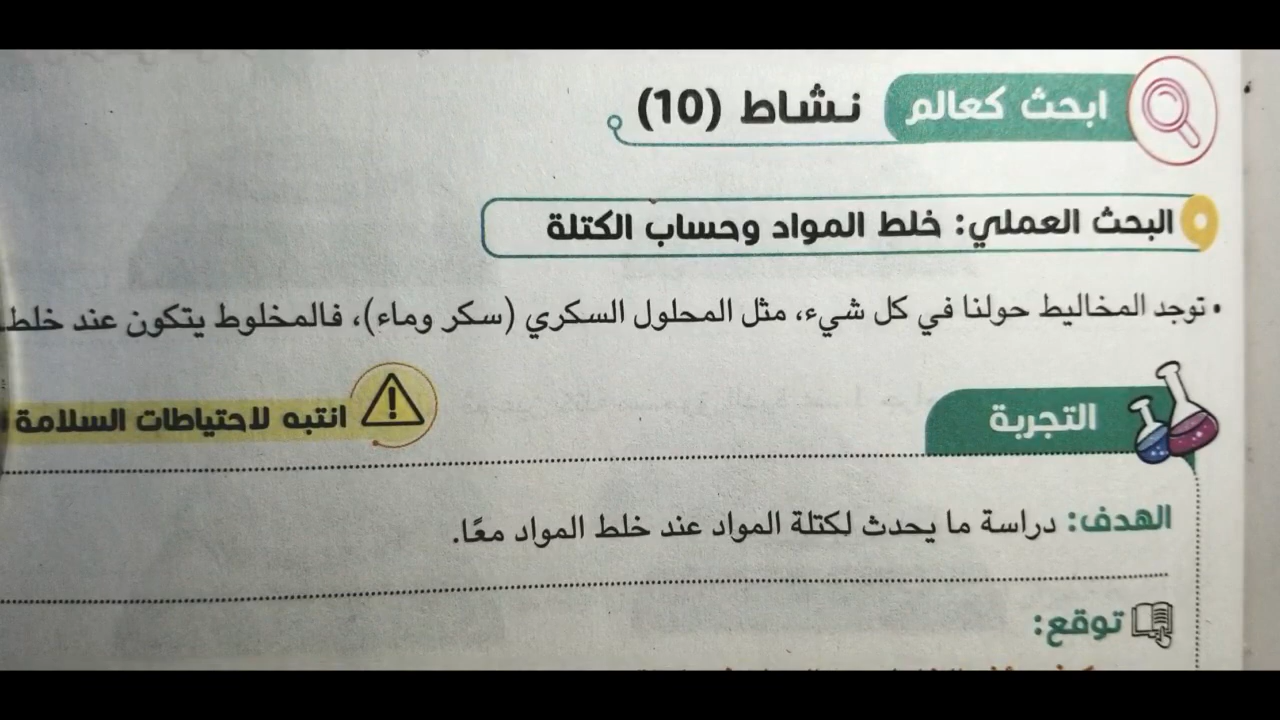 ابحث كعالم نشاط (10)
البحث العملي: خلط المواد وحساب الكتلة
• توجد المخاليط حولنا في كل شيء، مثل المحلول السكري (سكر وماء)، فالمخلوط يتكون عند خلط
التجربة
انتبه لاحتياطات السلامة
الهدف: دراسة ما يحدث لكتلة المواد عند خلط المواد معًا.
توقع: